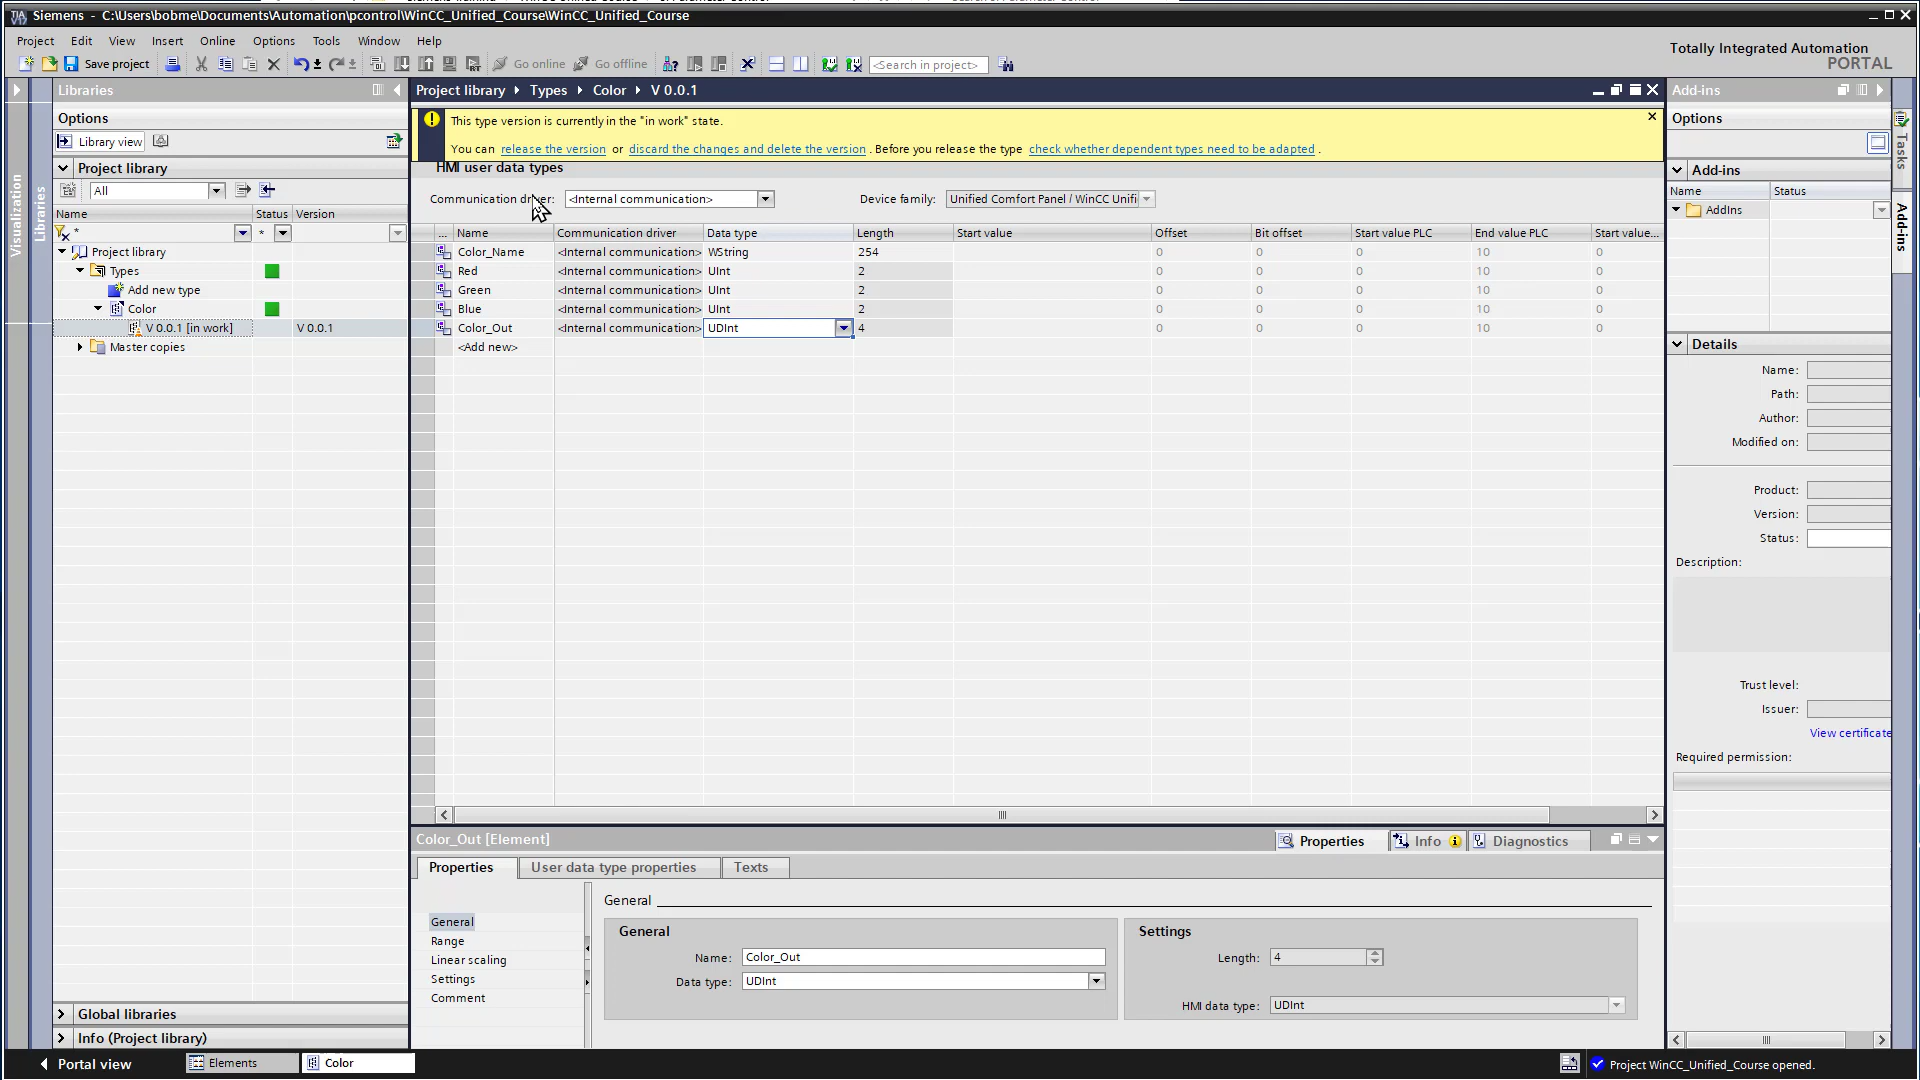 Siemens - C:\Users\bobme\Documents\Automation\pcontrol\WinCC_Unified_Course\WinCC_Unified_Course
Project Edit View Insert Online Options Tools Window Help
Totally Integrated Automation
PORTAL
Save project
Go online
Go offline
<Search in project>
Libraries
Options
Library view
Project library
All
Name Status Version
*
*
Project library
Types
Add new type
Color
V 0.0.1 [in work] V 0.0.1
Master copies
Global libraries
Info (Project library)
Visualization
Libraries
Project library Types Color V 0.0.1
This type version is currently in the "in work" state.
You can release the version or discard the changes and delete the version . Before you release the type check whether dependent types need to be adapted .
HMI user data types
Communication driver: <Internal communication>
Device family: Unified Comfort Panel / WinCC Unifi
... Name Communication driver Data type Length Start value Offset Bit offset Start value PLC End value PLC Start value...
Color_Name <Internal communication> WString 254 0 0 0 10 0
Red <Internal communication> UInt 2 0 0 0 10 0
Green <Internal communication> UInt 2 0 0 0 10 0
Blue <Internal communication> UInt 2 0 0 0 10 0
Color_Out <Internal communication> UDInt 4 0 0 0 10 0
<Add new>
Color_Out [Element]
Properties Info Diagnostics
Properties User data type properties Texts
General
Range
Linear scaling
Settings
Comment
General
General
Name: Color_Out
Data type: UDInt
Settings
Length: 4
HMI data type: UDInt
Add-ins
Options
Add-ins
Name Status
AddIns
Details
Name:
Path:
Author:
Modified on:
Product:
Version:
Status:
Description:
Trust level:
Issuer:
View certificate
Required permission:
Tasks
Add-ins
Portal view
Elements
Color
Project WinCC_Unified_Course opened.